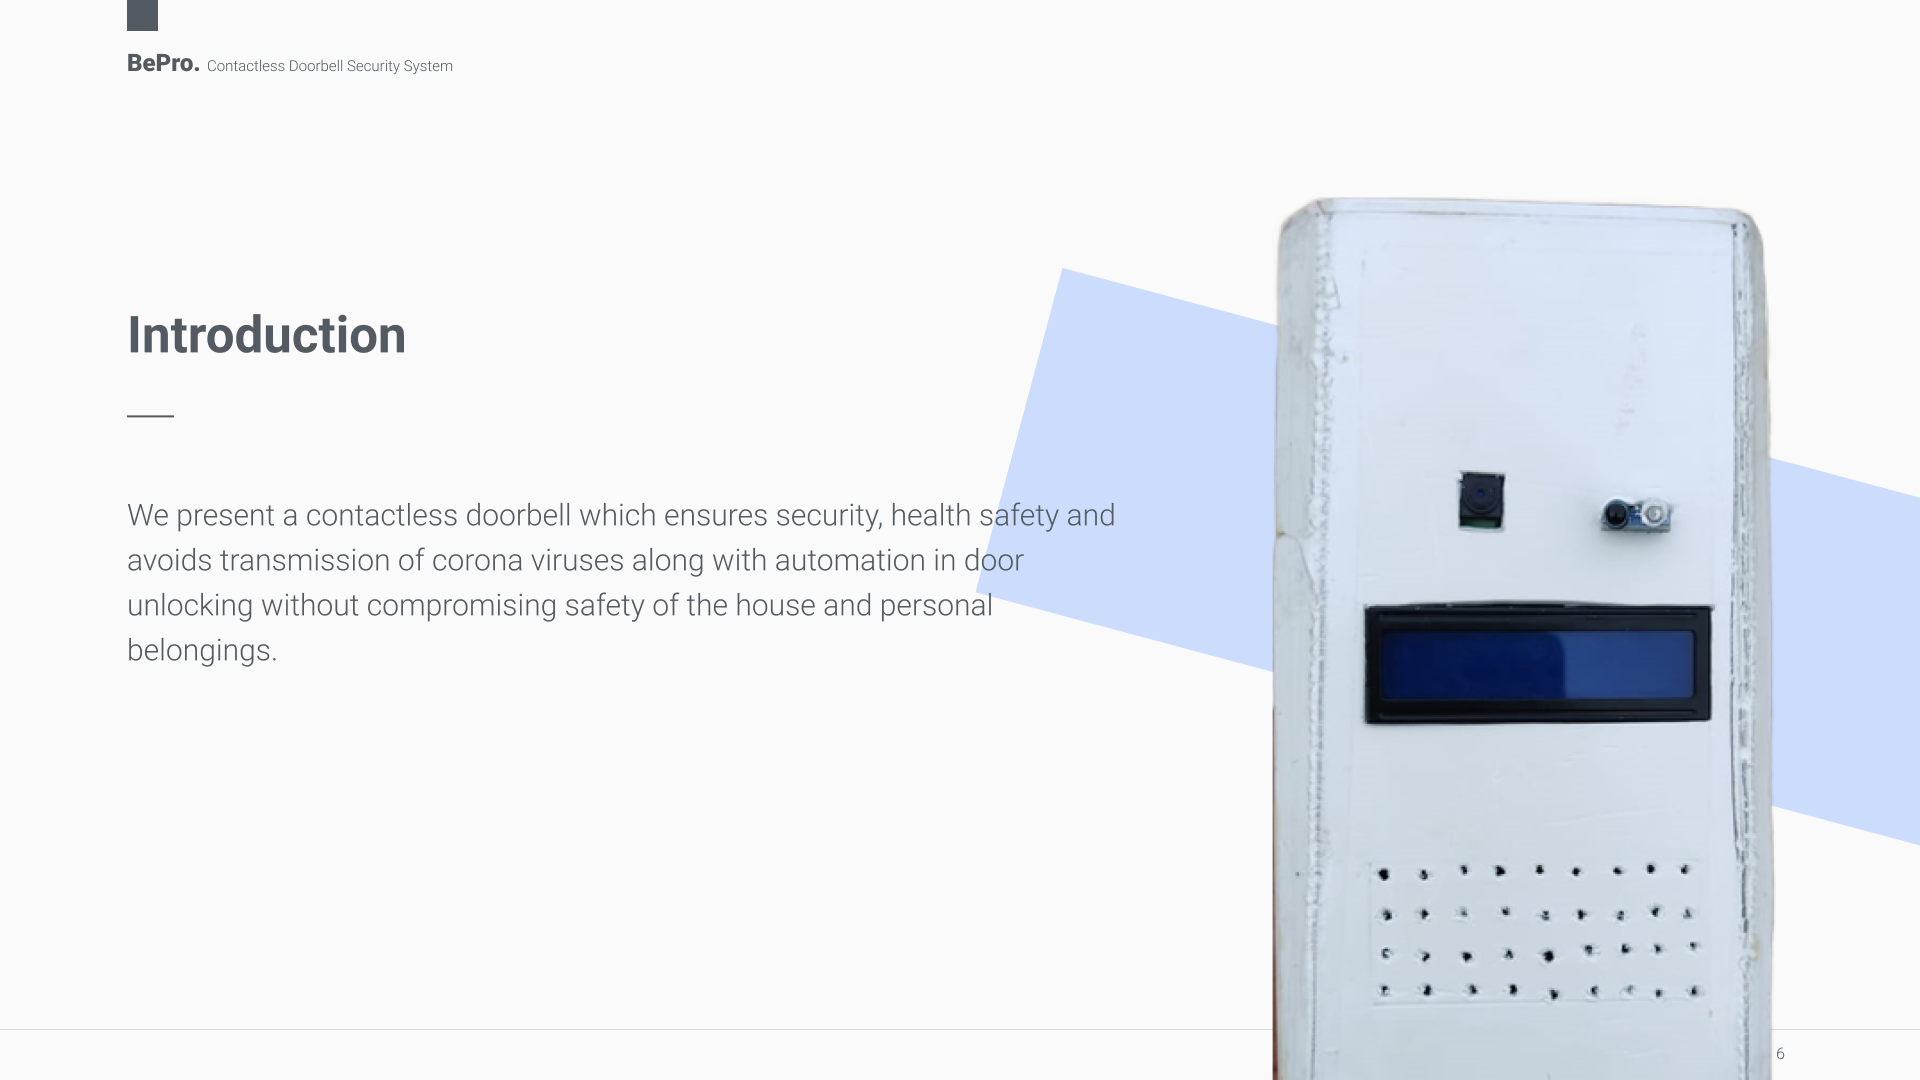 BePro. Contactless Doorbell Security System
Introduction
We present a contactless doorbell which ensures security, health safety and
avoids transmission of corona viruses along with automation in door
unlocking without compromising safety of the house and personal
belongings.
6